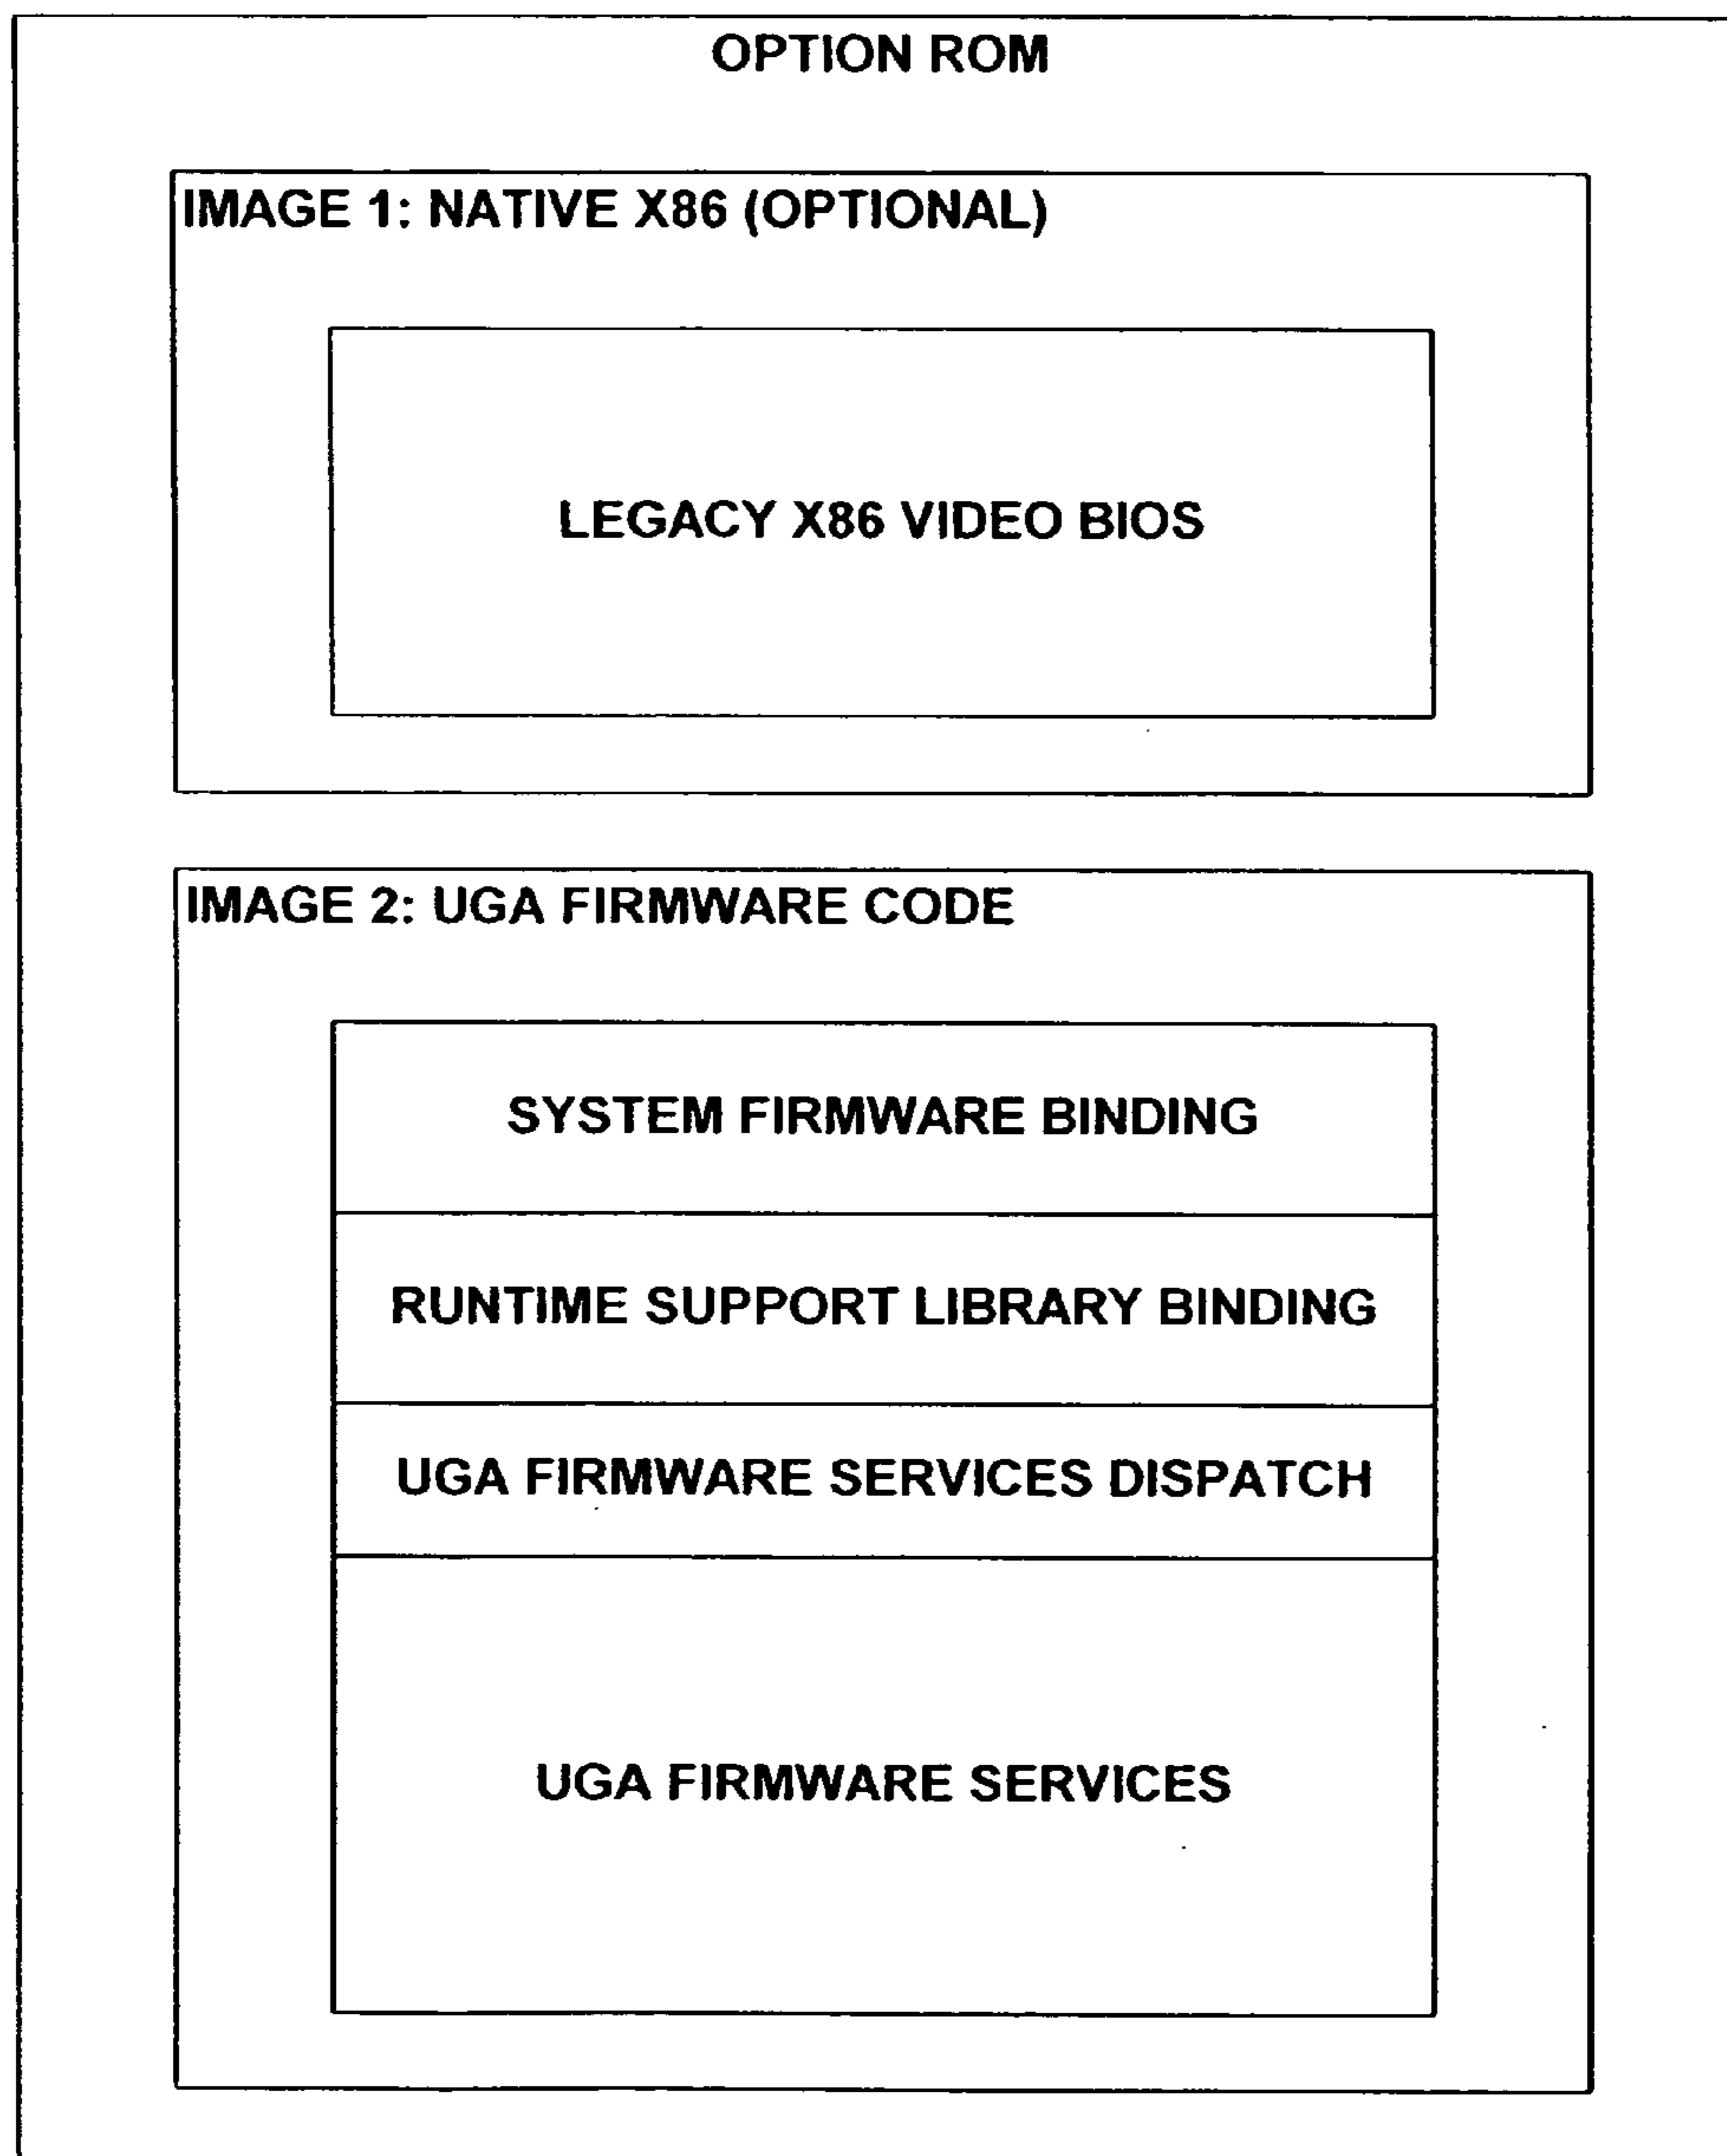 OPTION ROM
IMAGE 1: NATIVE X86 (OPTIONAL)
LEGACY X86 VIDEO BIOS
IMAGE 2: UGA FIRMWARE CODE
SYSTEM FIRMWARE BINDING
RUNTIME SUPPORT LIBRARY BINDING
UGA FIRMWARE SERVICES DISPATCH
UGA FIRMWARE SERVICES